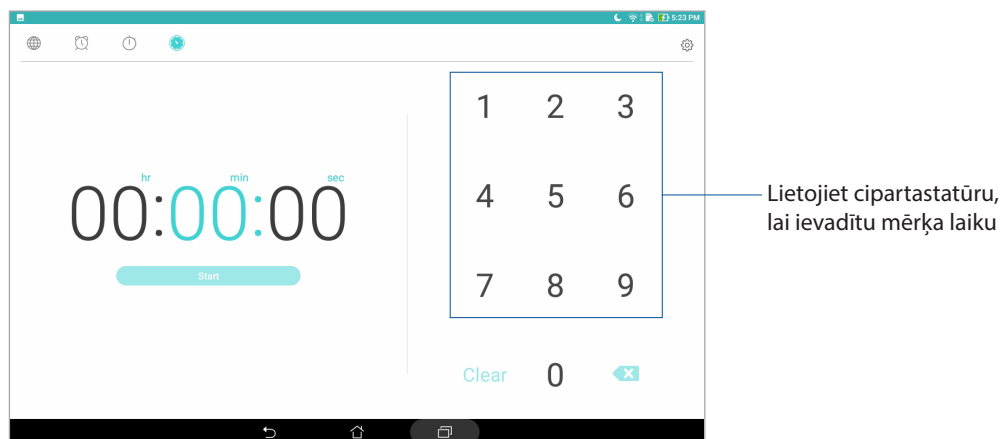 5:23 PM
hr min sec
00:00:00
Start
1 2 3
4 5 6
7 8 9
Clear 0
Lietojiet cipartastatūru,
lai ievadītu mērķa laiku